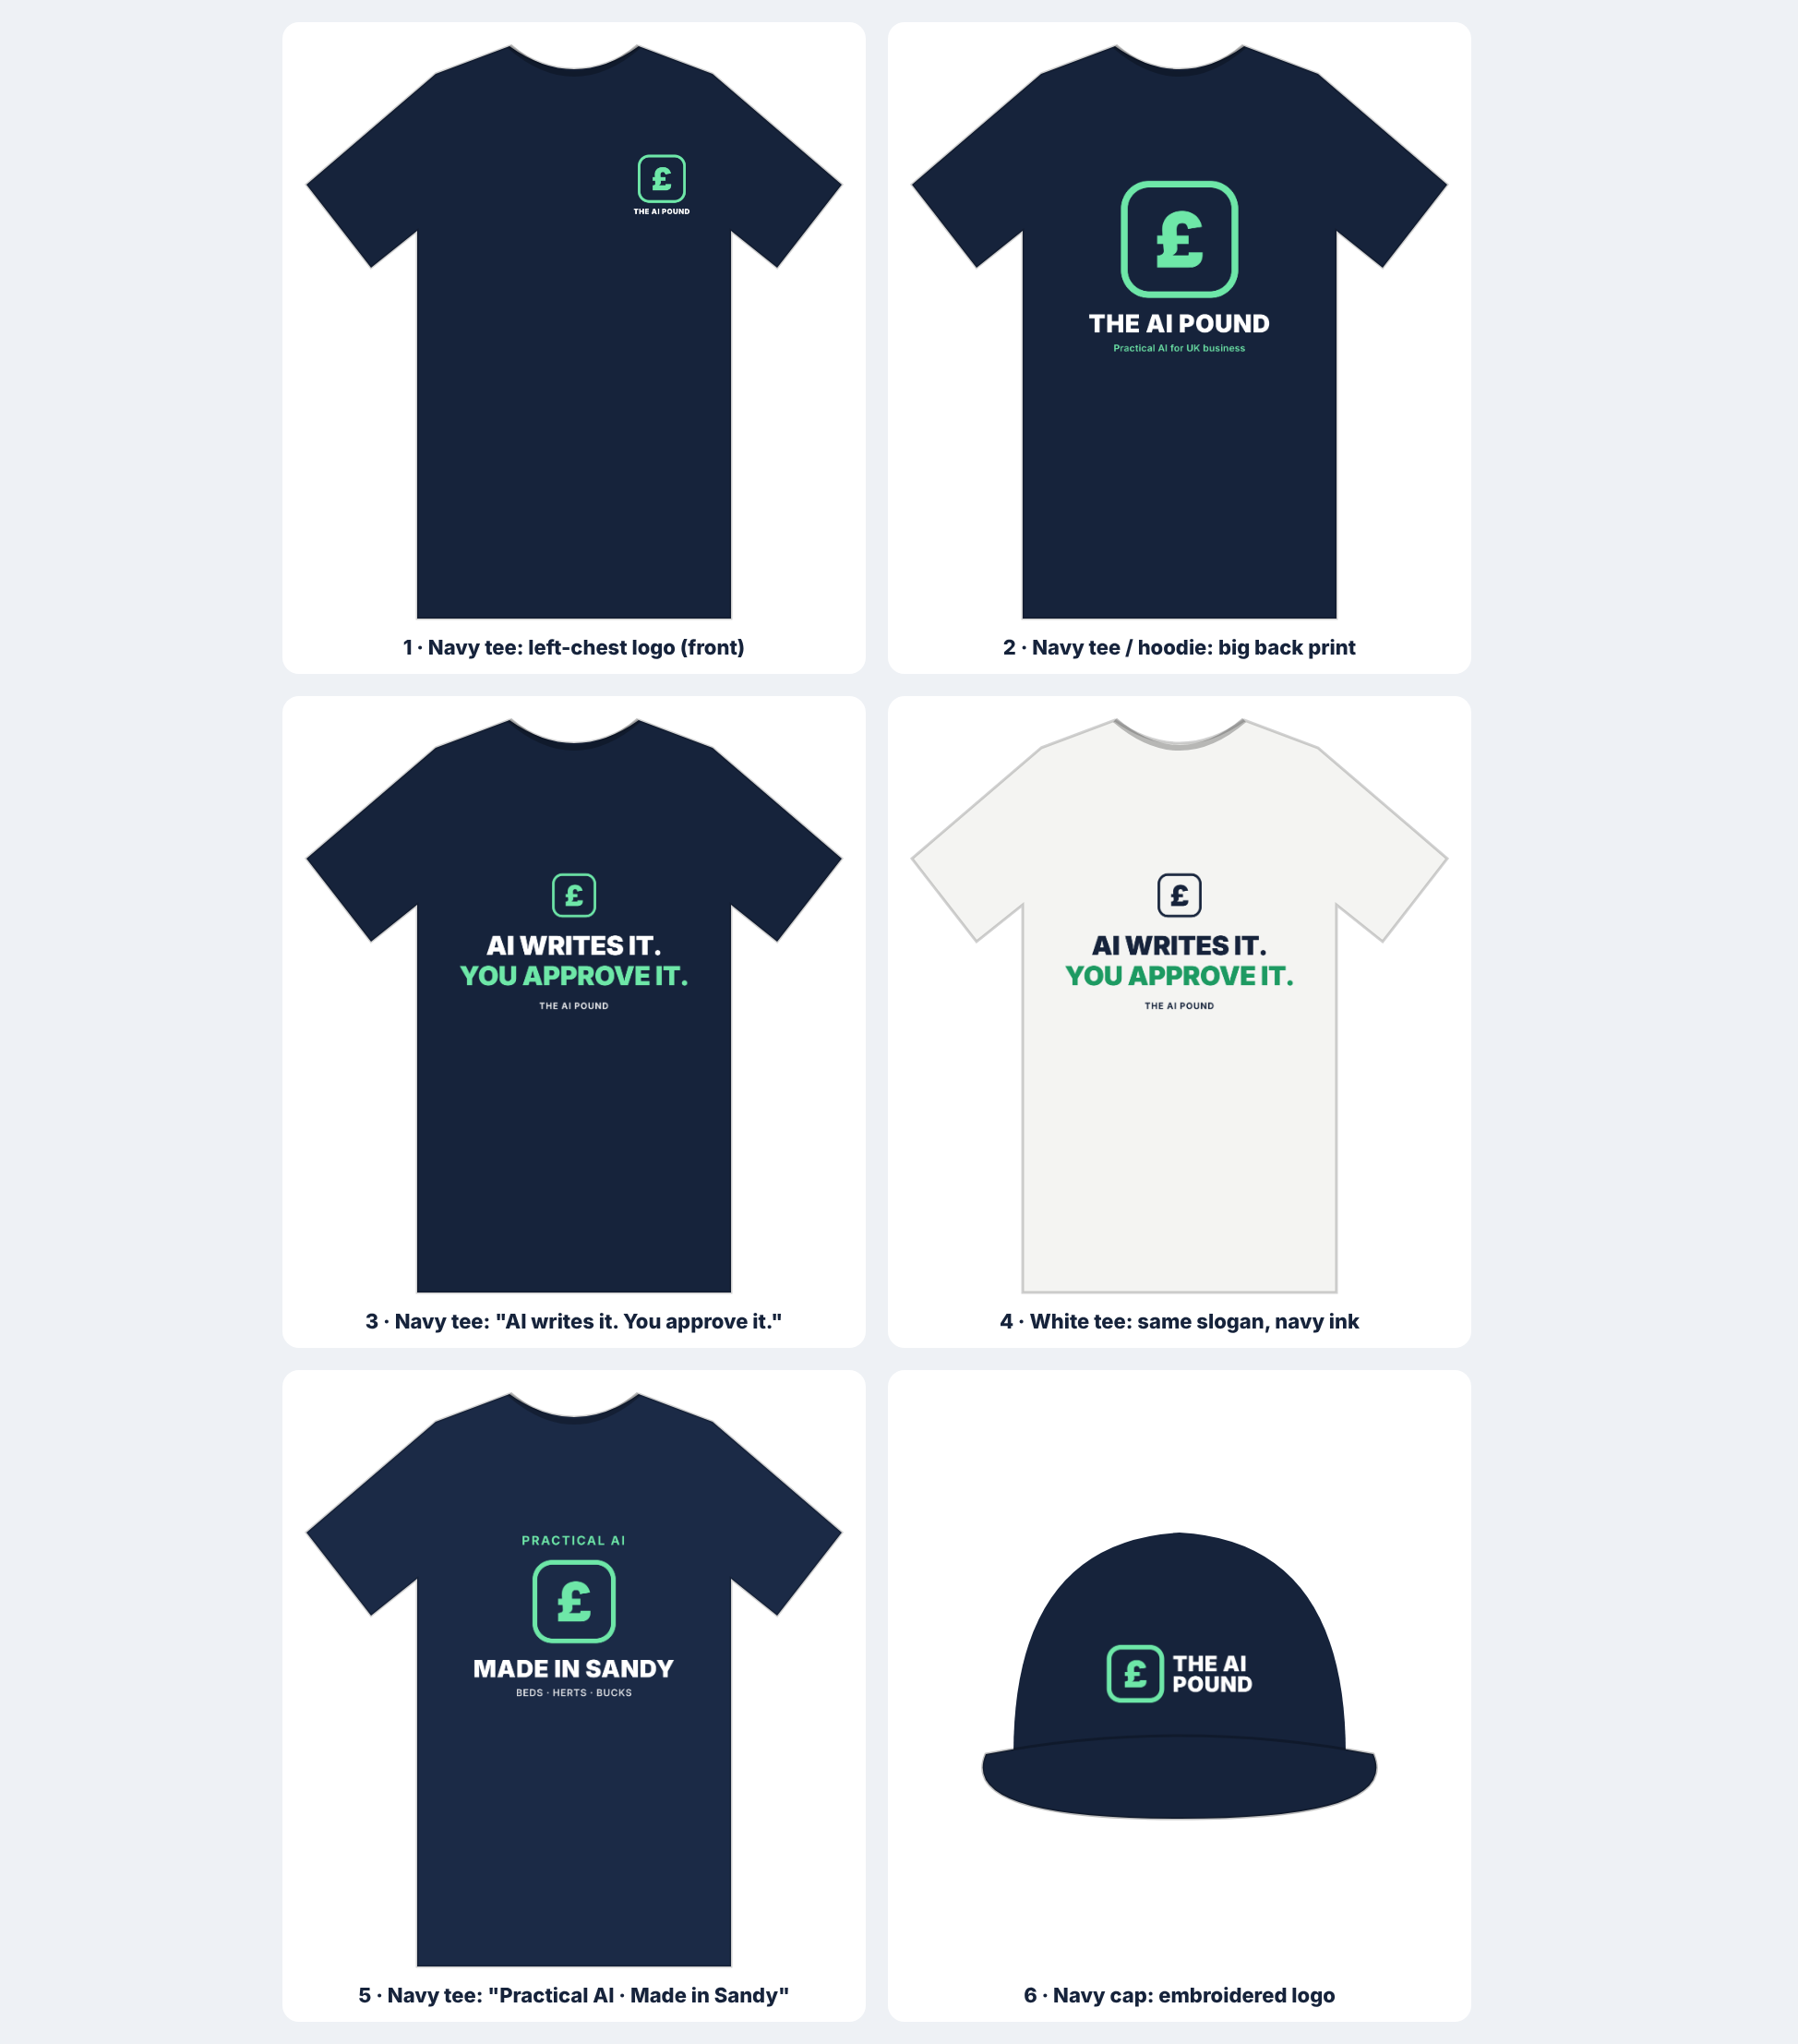 £
THE AI POUND
1 · Navy tee: left-chest logo (front)
£
THE AI POUND
Practical AI for UK business
2 · Navy tee / hoodie: big back print
£
AI WRITES IT.
YOU APPROVE IT.
THE AI POUND
3 · Navy tee: "AI writes it. You approve it."
£
AI WRITES IT.
YOU APPROVE IT.
THE AI POUND
4 · White tee: same slogan, navy ink
PRACTICAL AI
£
MADE IN SANDY
BEDS · HERTS · BUCKS
5 · Navy tee: "Practical AI · Made in Sandy"
£
THE AI
POUND
6 · Navy cap: embroidered logo